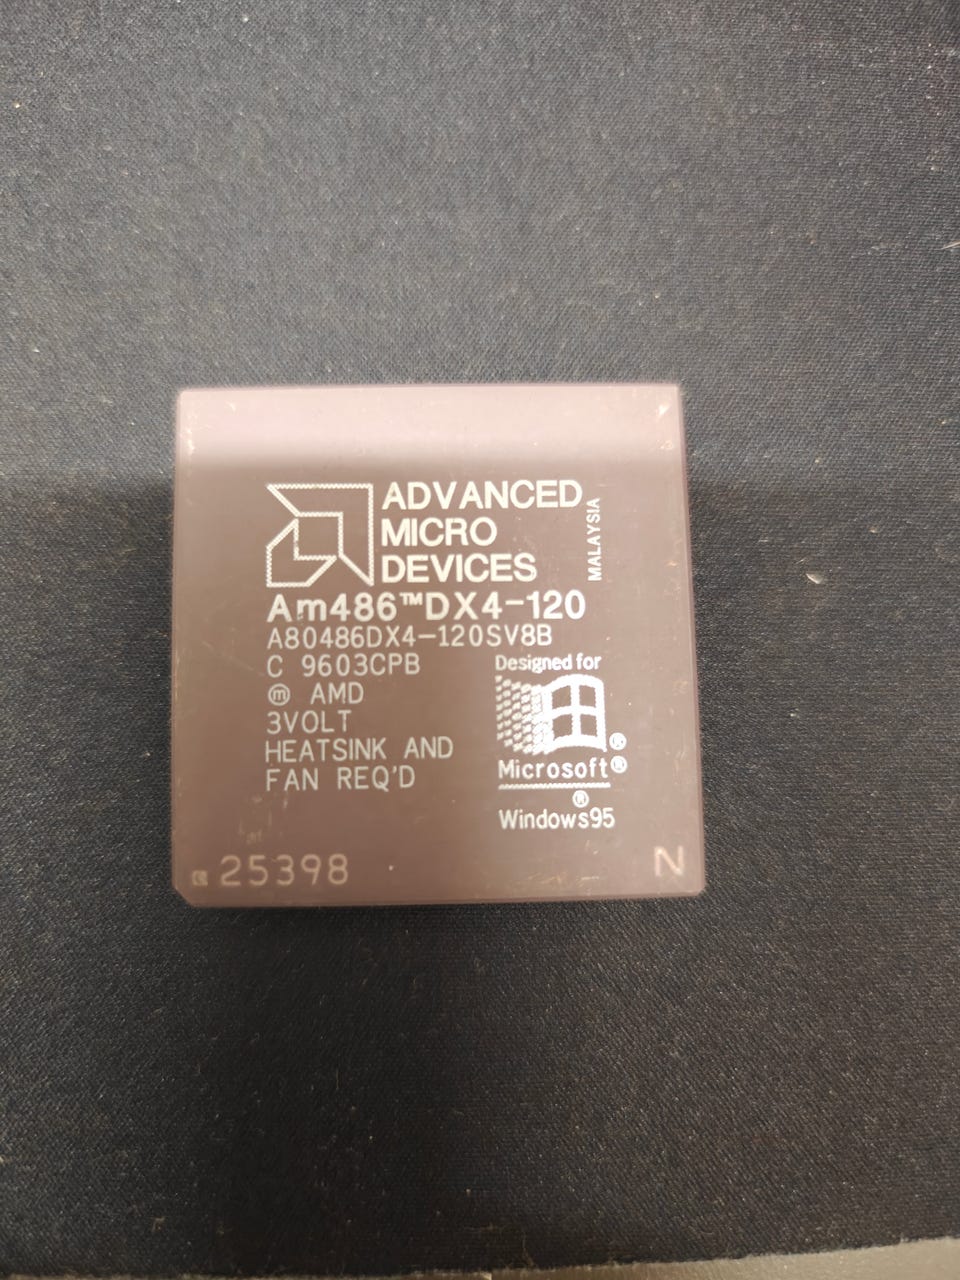 ADVANCED
MICRO
DEVICES
MALAYSIA
Am486™DX4-120
A80486DX4-120SV8B
C 9603CPB
ⓜ AMD
3VOLT
HEATSINK AND
FAN REQ'D
Designed for
®
Microsoft®
®
Windows95
25398
N